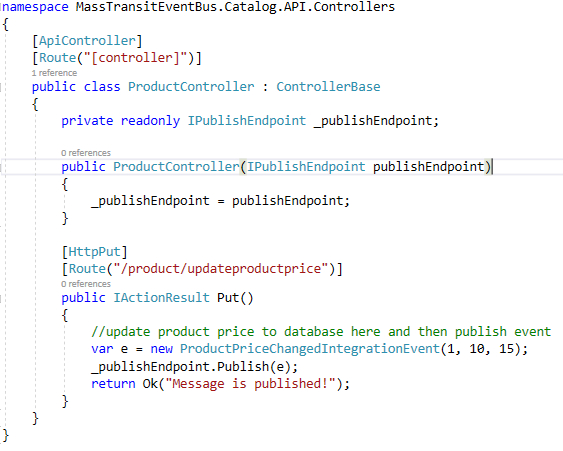 namespace MassTransitEventBus.Catalog.API.Controllers
{
    [ApiController]
    [Route("[controller]")]
    1 reference
    public class ProductController : ControllerBase
    {
        private readonly IPublishEndpoint _publishEndpoint;
        0 references
        public ProductController(IPublishEndpoint publishEndpoint)
        {
            _publishEndpoint = publishEndpoint;
        }
        [HttpPut]
        [Route("/product/updateproductprice")]
        0 references
        public IActionResult Put()
        {
            //update product price to database here and then publish event
            var e = new ProductPriceChangedIntegrationEvent(1, 10, 15);
            _publishEndpoint.Publish(e);
            return Ok("Message is published!");
        }
    }
}